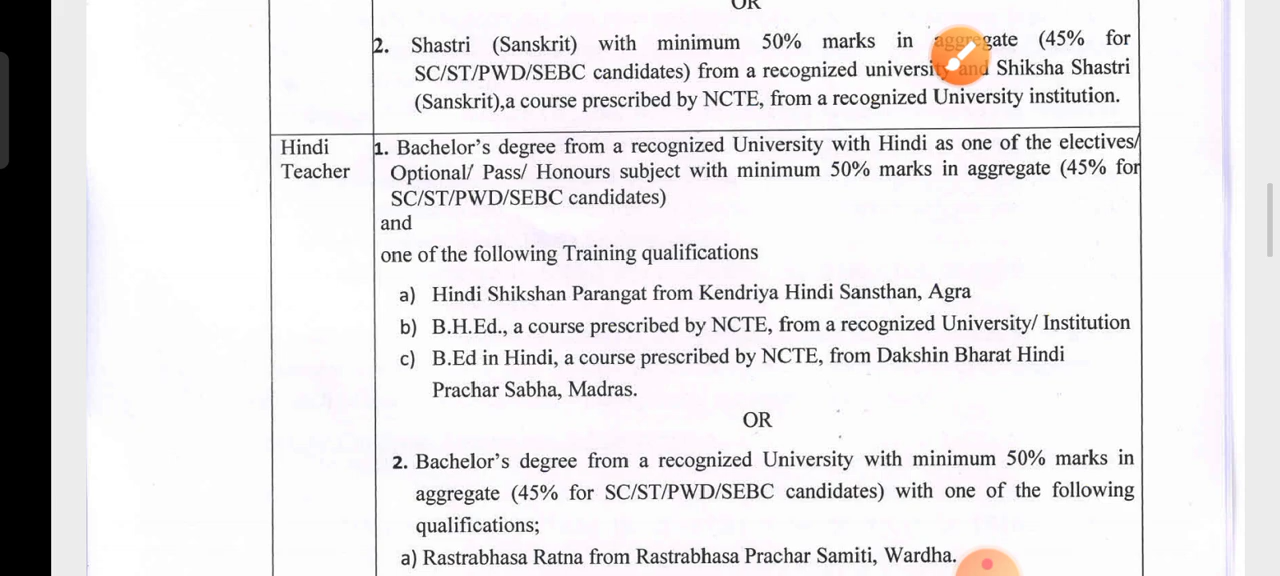 OR
2. Shastri (Sanskrit) with minimum 50% marks in aggregate (45% for
SC/ST/PWD/SEBC candidates) from a recognized university and Shiksha Shastri
(Sanskrit),a course prescribed by NCTE, from a recognized University institution.
Hindi
Teacher
1. Bachelor's degree from a recognized University with Hindi as one of the electives/
Optional/ Pass/ Honours subject with minimum 50% marks in aggregate (45% for
SC/ST/PWD/SEBC candidates)
and
one of the following Training qualifications
a) Hindi Shikshan Parangat from Kendriya Hindi Sansthan, Agra
b) B.H.Ed., a course prescribed by NCTE, from a recognized University/ Institution
c) B.Ed in Hindi, a course prescribed by NCTE, from Dakshin Bharat Hindi
Prachar Sabha, Madras.
OR
2. Bachelor's degree from a recognized University with minimum 50% marks in
aggregate (45% for SC/ST/PWD/SEBC candidates) with one of the following
qualifications;
a) Rastrabhasa Ratna from Rastrabhasa Prachar Samiti, Wardha.